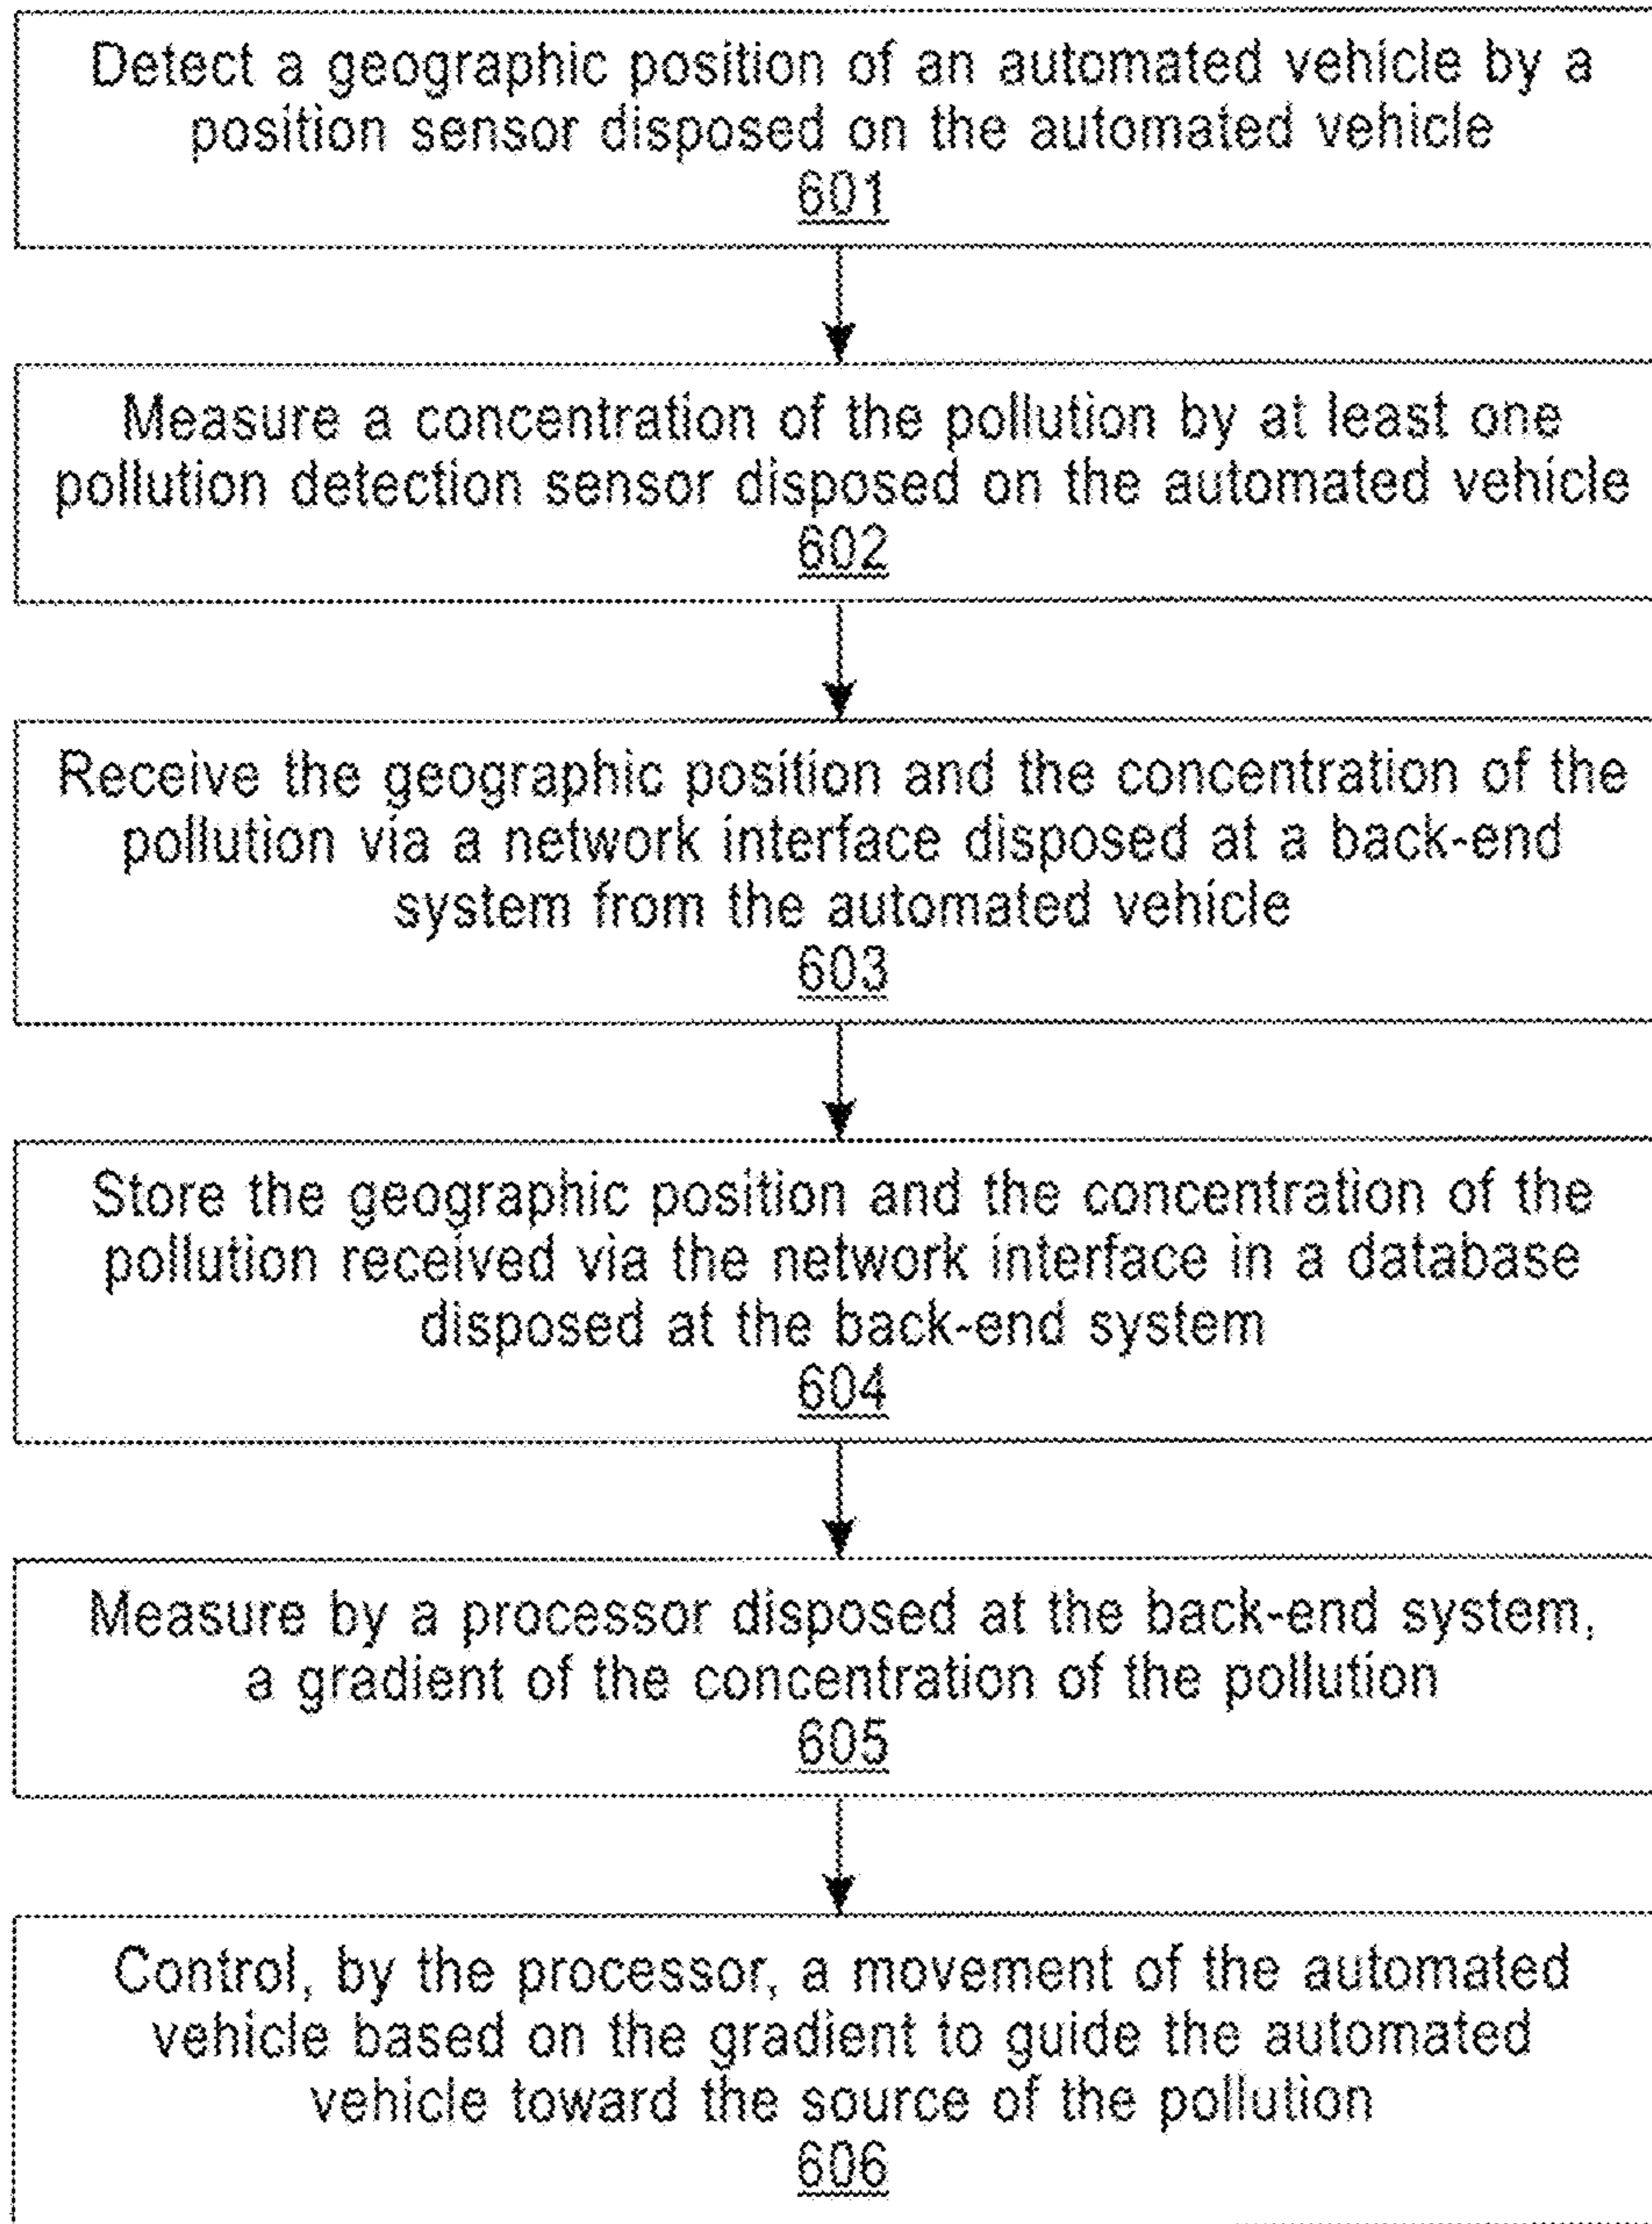 Detect a geographic position of an automated vehicle by a
position sensor disposed on the automated vehicle
601
Measure a concentration of the pollution by at least one
pollution detection sensor disposed on the automated vehicle
602
Receive the geographic position and the concentration of the
pollution via a network interface disposed at a back-end
system from the automated vehicle
603
Store the geographic position and the concentration of the
pollution received via the network interface in a database
disposed at the back-end system
604
Measure by a processor disposed at the back-end system,
a gradient of the concentration of the pollution
605
Control, by the processor, a movement of the automated
vehicle based on the gradient to guide the automated
vehicle toward the source of the pollution
606